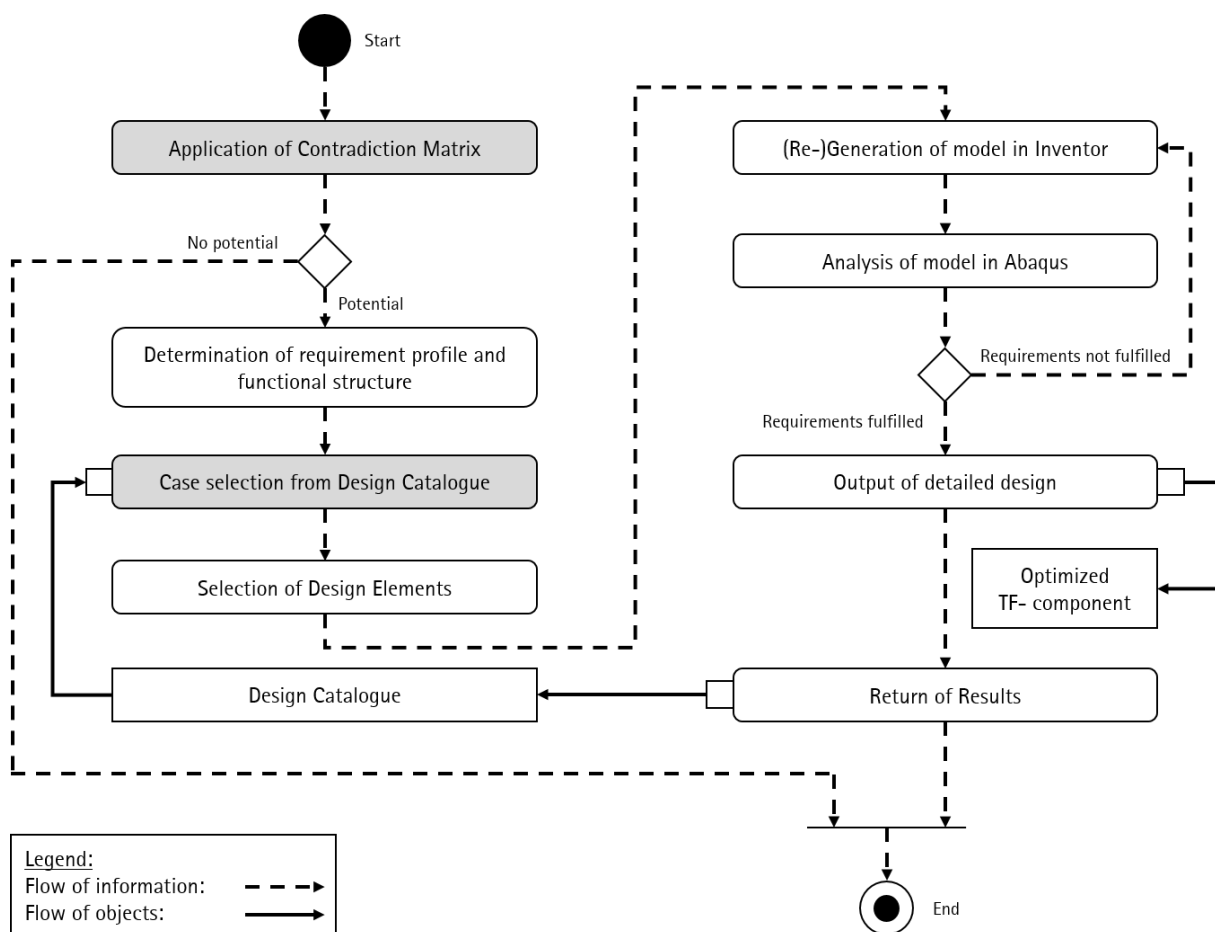 Start
Application of Contradiction Matrix
No potential
Potential
Determination of requirement profile and
functional structure
Case selection from Design Catalogue
Selection of Design Elements
Design Catalogue
(Re-)Generation of model in Inventor
Analysis of model in Abaqus
Requirements not fulfilled
Requirements fulfilled
Output of detailed design
Optimized
TF- component
Return of Results
End
Legend:
Flow of information:
Flow of objects: